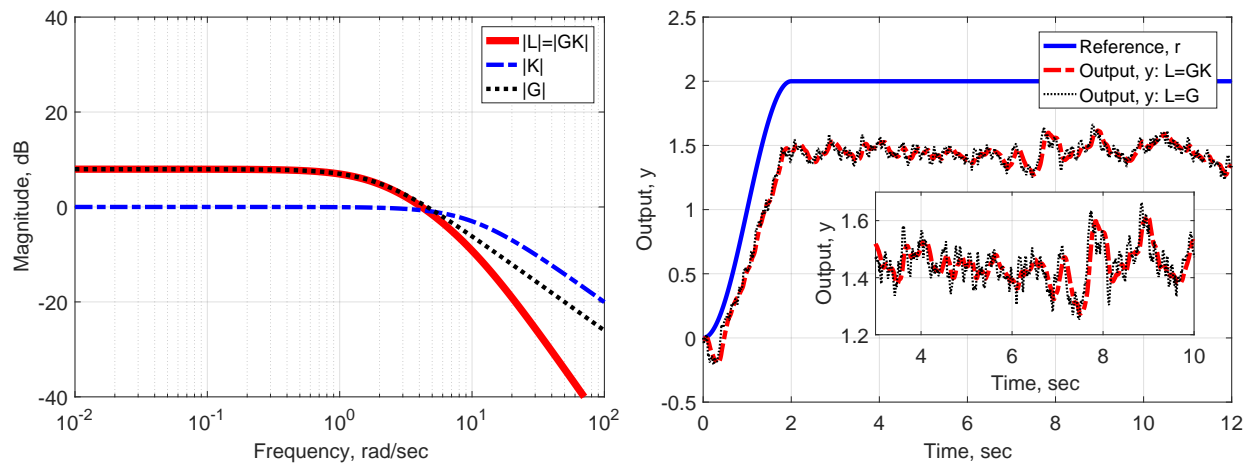 40
20
0
-20
-40
Magnitude, dB
10^-2
10^-1
10^0
10^1
10^2
Frequency, rad/sec
|L|=|GK|
|K|
|G|
2.5
2
1.5
1
0.5
0
-0.5
Output, y
0
2
4
6
8
10
12
Time, sec
Reference, r
Output, y: L=GK
Output, y: L=G
1.6
1.4
1.2
Output, y
4
6
8
10
Time, sec